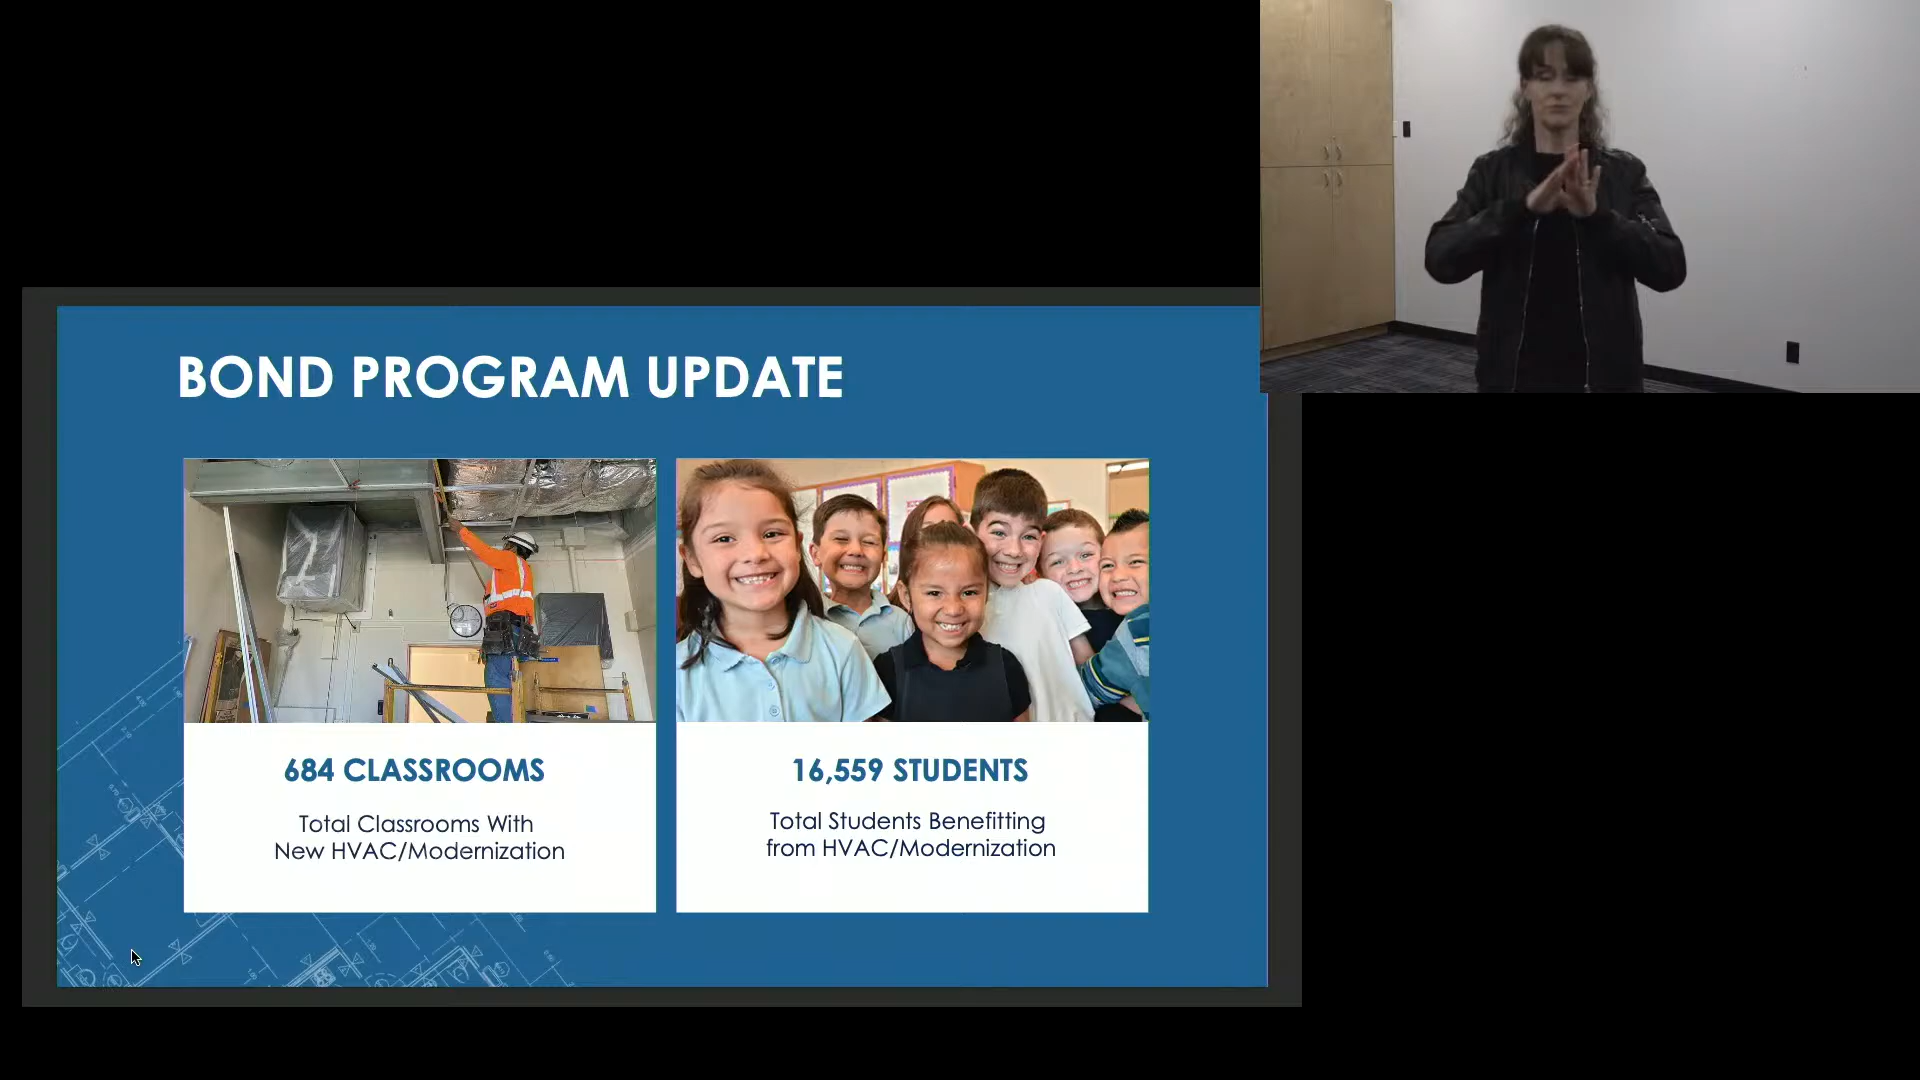 BOND PROGRAM UPDATE
684 CLASSROOMS
Total Classrooms With
New HVAC/Modernization
16,559 STUDENTS
Total Students Benefitting
from HVAC/Modernization